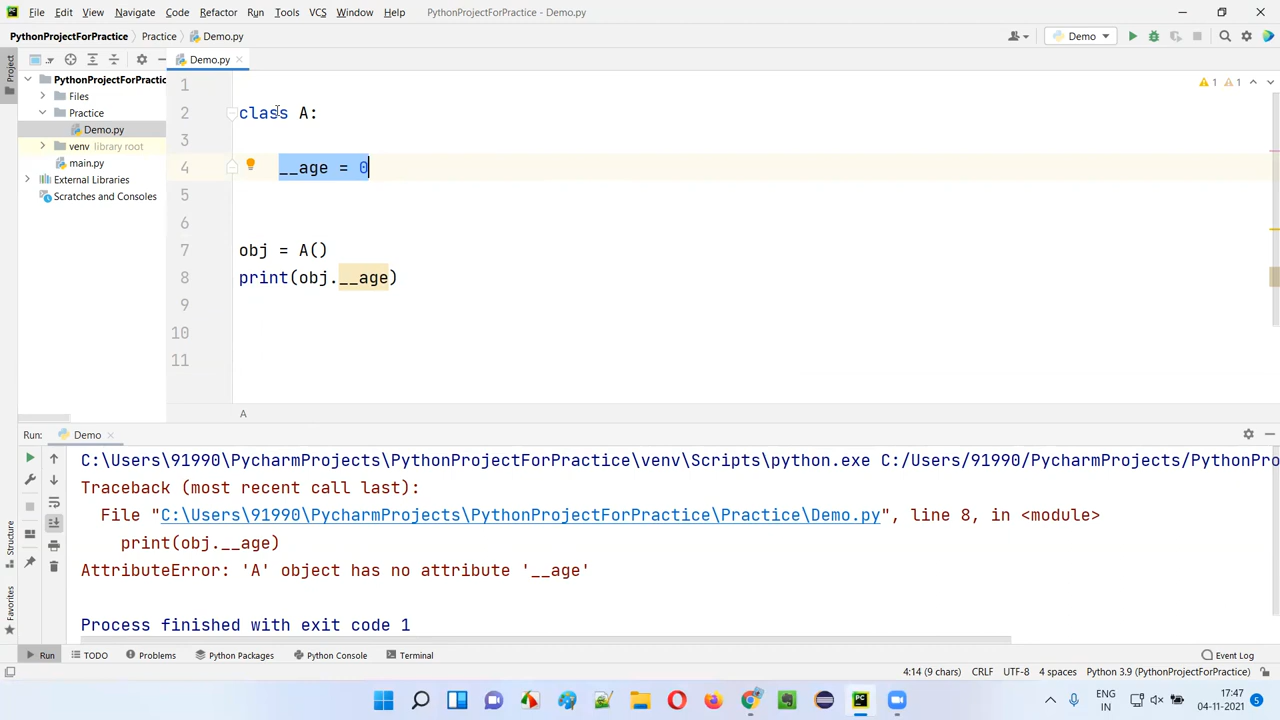 File Edit View Navigate Code Refactor Run Tools VCS Window Help PythonProjectForPractice - Demo.py
PythonProjectForPractice Practice Demo.py Demo
Demo.py
PythonProjectForPractic
Files
Practice
Demo.py
venv library root
main.py
External Libraries
Scratches and Consoles
Project
1
2 class A:
3
4 __age = 0
5
6
7 obj = A()
8 print(obj.__age)
9
10
11
1 1
A
Run: Demo
C:\Users\91990\PycharmProjects\PythonProjectForPractice\venv\Scripts\python.exe C:/Users/91990/PycharmProjects/PythonPro
Traceback (most recent call last):
File "C:\Users\91990\PycharmProjects\PythonProjectForPractice\Practice\Demo.py", line 8, in <module>
print(obj.__age)
AttributeError: 'A' object has no attribute '__age'
Process finished with exit code 1
Structure
Favorites
Run TODO Problems Python Packages Python Console Terminal Event Log
4:14 (9 chars) CRLF UTF-8 4 spaces Python 3.9 (PythonProjectForPractice)
ENG 17:47
IN 04-11-2021 5